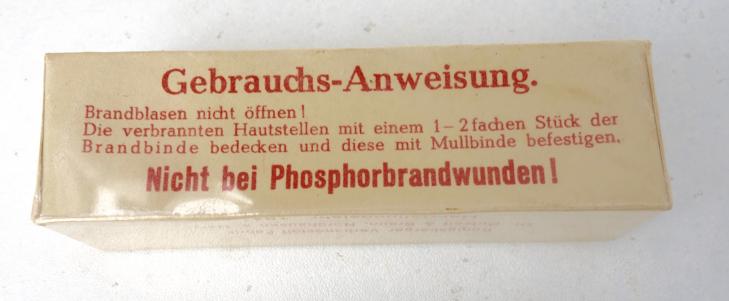 Gebrauchs-Anweisung.
Brandblasen nicht öffnen!
Die verbrannten Hautstellen mit einem 1–2fachen Stück der
Brandbinde bedecken und diese mit Mullbinde befestigen.
Nicht bei Phosphorbrandwunden!